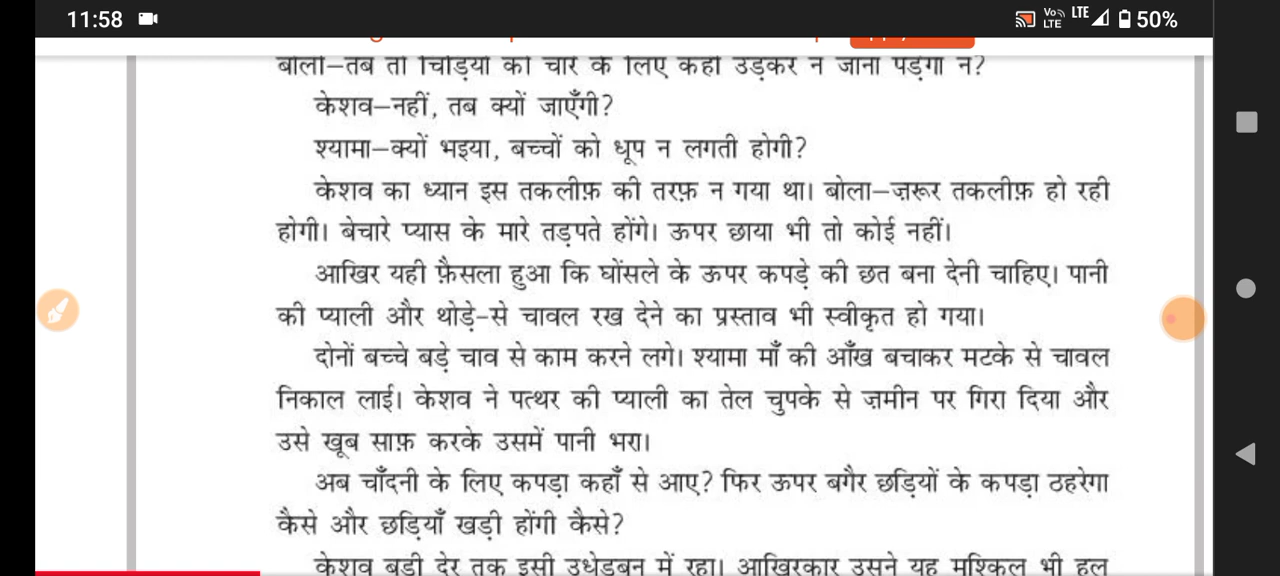 11:58 Vo LTE LTE 50%
बोली–तब तो चिड़ियों को चारे के लिए कहीं उड़कर न जाना पड़ेगा न?
केशव–नहीं, तब क्यों जाएँगी?
श्यामा–क्यों भइया, बच्चों को धूप न लगती होगी?
केशव का ध्यान इस तकलीफ़ की तरफ़ न गया था। बोला–ज़रूर तकलीफ़ हो रही
होगी। बेचारे प्यास के मारे तड़पते होंगे। ऊपर छाया भी तो कोई नहीं।
आखिर यही फ़ैसला हुआ कि घोंसले के ऊपर कपड़े की छत बना देनी चाहिए। पानी
की प्याली और थोड़े-से चावल रख देने का प्रस्ताव भी स्वीकृत हो गया।
दोनों बच्चे बड़े चाव से काम करने लगे। श्यामा माँ की आँख बचाकर मटके से चावल
निकाल लाई। केशव ने पत्थर की प्याली का तेल चुपके से ज़मीन पर गिरा दिया और
उसे खूब साफ़ करके उसमें पानी भरा।
अब चाँदनी के लिए कपड़ा कहाँ से आए? फिर ऊपर बगैर छड़ियों के कपड़ा ठहरेगा
कैसे और छड़ियाँ खड़ी होंगी कैसे?
केशव बड़ी देर तक इसी उधेड़बुन में रहा। आखिरकार उसने यह मुश्किल भी हल